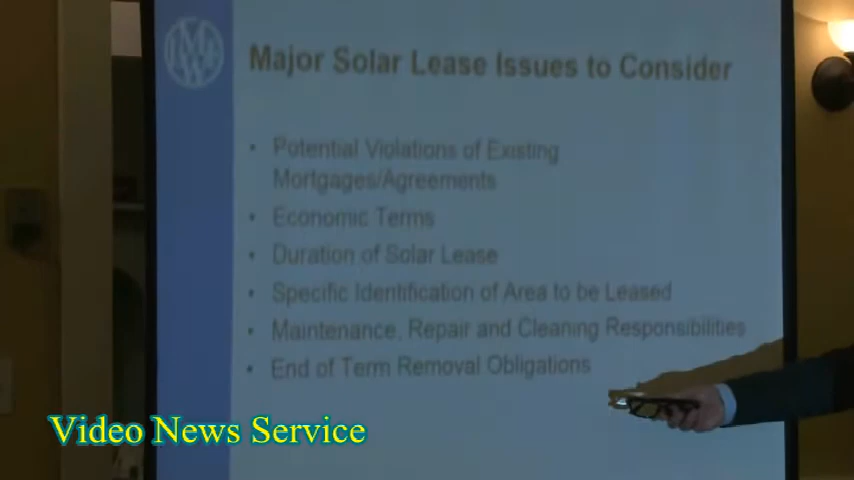 Major Solar Lease Issues to Consider
• Potential Violations of Existing
Mortgages/Agreements
• Economic Terms
• Duration of Solar Lease
• Specific Identification of Area to be Leased
• Maintenance, Repair and Cleaning Responsibilities
• End of Term Removal Obligations
Video News Service